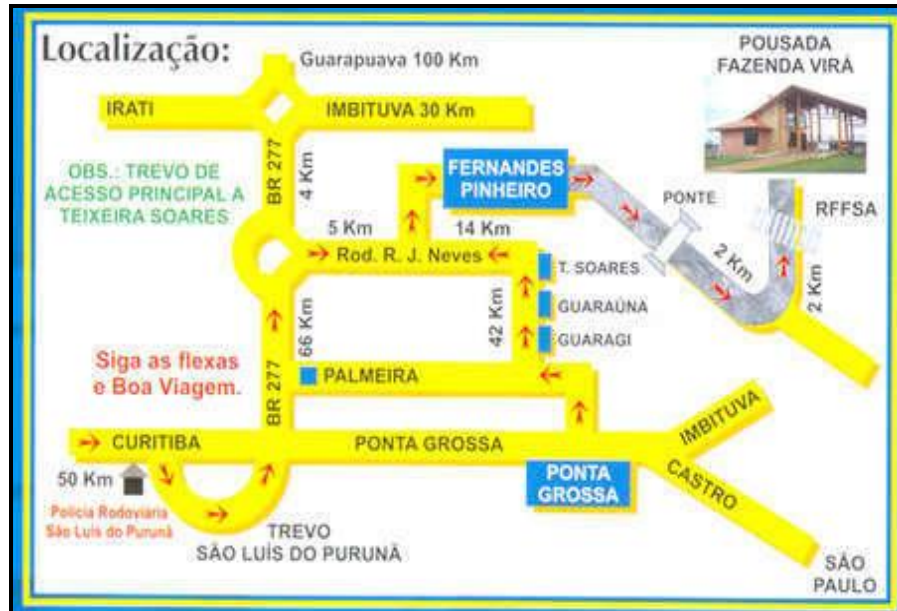 Localização:
Guarapuava 100 Km
POUSADA
FAZENDA VIRÁ
IRATI
IMBITUVA 30 Km
OBS.: TREVO DE
ACESSO PRINCIPAL A
TEIXEIRA SOARES
BR 277
4 Km
FERNANDES
PINHEIRO
PONTE
RFFSA
5 Km
14 Km
Rod. R. J. Neves
2 Km
2 Km
T. SOARES
GUARAÚNA
GUARAGI
66 Km
42 Km
Siga as flexas
e Boa Viagem.
BR 277
PALMEIRA
CURITIBA
PONTA GROSSA
IMBITUVA
CASTRO
50 Km
PONTA
GROSSA
Polícia Rodoviária
São Luís do Purunã
TREVO
SÃO LUÍS DO PURUNÃ
SÃO
PAULO